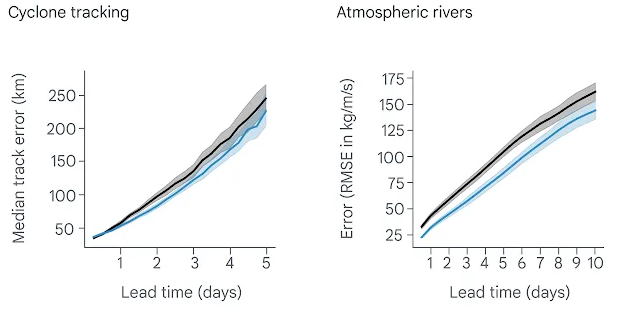 Cyclone tracking
Atmospheric rivers
Median track error (km)
250
200
150
100
50
1 2 3 4 5
Lead time (days)
Error (RMSE in kg/m/s)
175
150
125
100
75
50
25
1 2 3 4 5 6 7 8 9 10
Lead time (days)